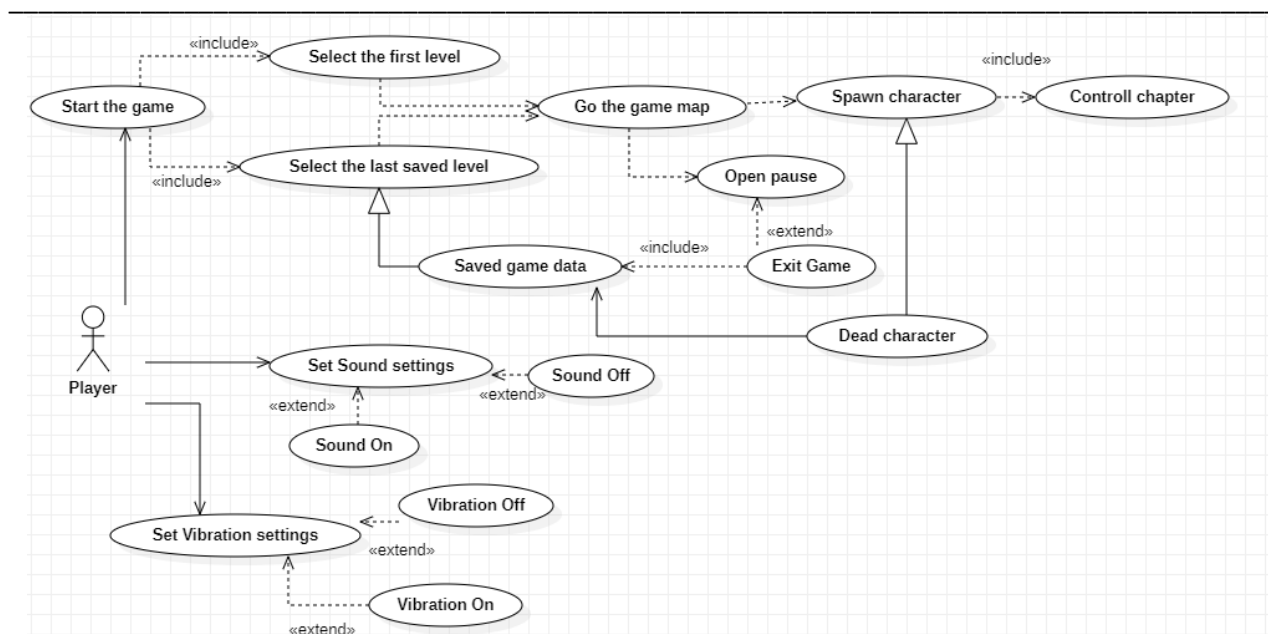 «include»
Select the first level
«include»
Start the game
Go the game map
Spawn character
Controll chapter
Select the last saved level
«include»
Open pause
«extend»
«include»
Saved game data
Exit Game
Dead character
Player
Set Sound settings
Sound Off
«extend»
«extend»
Sound On
Vibration Off
Set Vibration settings
«extend»
Vibration On
«extend»